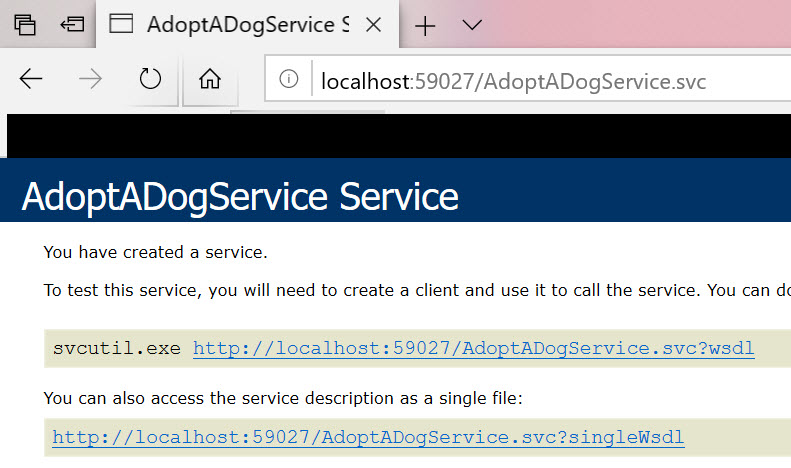 AdoptADogService S
localhost:59027/AdoptADogService.svc
AdoptADogService Service
You have created a service.
To test this service, you will need to create a client and use it to call the service. You can
svcutil.exe http://localhost:59027/AdoptADogService.svc?wsdl
You can also access the service description as a single file:
http://localhost:59027/AdoptADogService.svc?singleWsdl